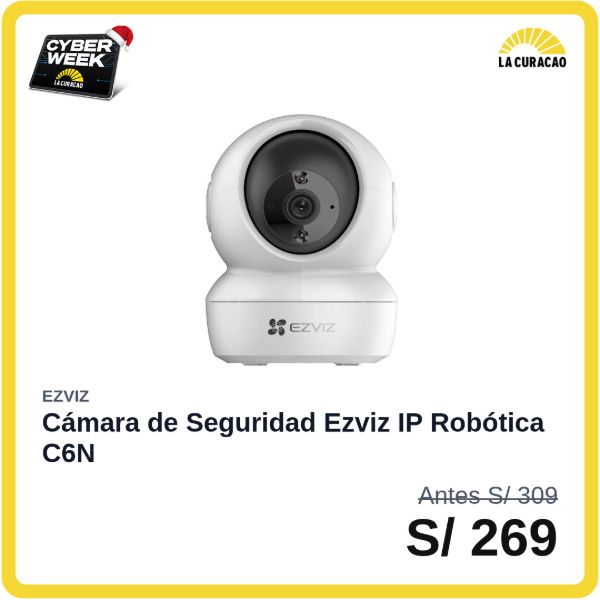 CYBER
WEEK
LA CURACAO
LA CURACAO
EZVIZ
EZVIZ
Cámara de Seguridad Ezviz IP Robótica
C6N
Antes S/ 309
S/ 269